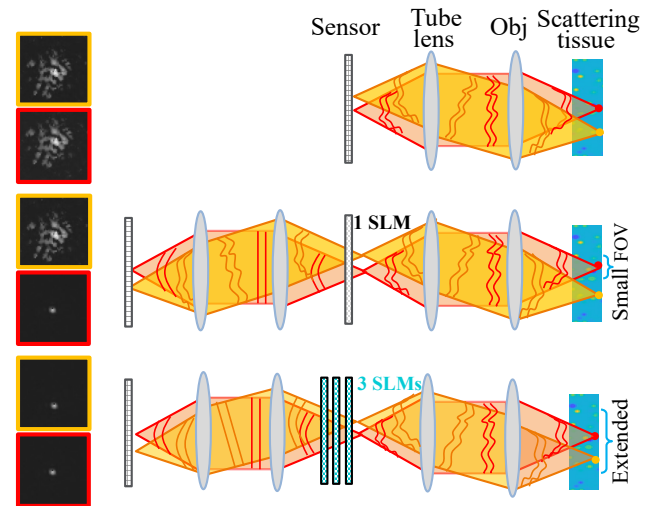 Sensor
Tube
lens
Obj
Scattering
tissue
1 SLM
Small FOV
3 SLMs
Extended